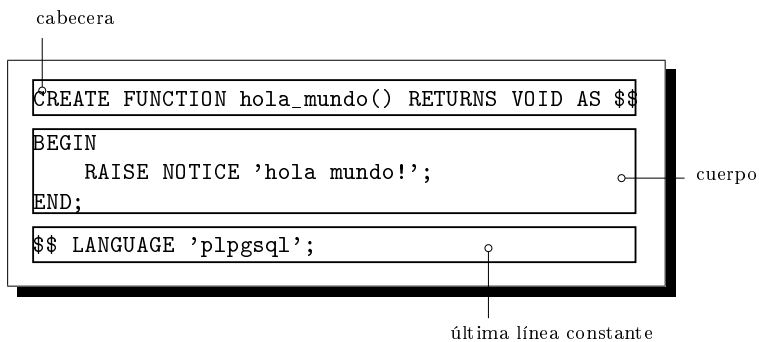 cabecera
CREATE FUNCTION hola_mundo() RETURNS VOID AS $$
BEGIN
    RAISE NOTICE ’hola mundo!’;
END;
cuerpo
$$ LANGUAGE ’plpgsql’;
última línea constante